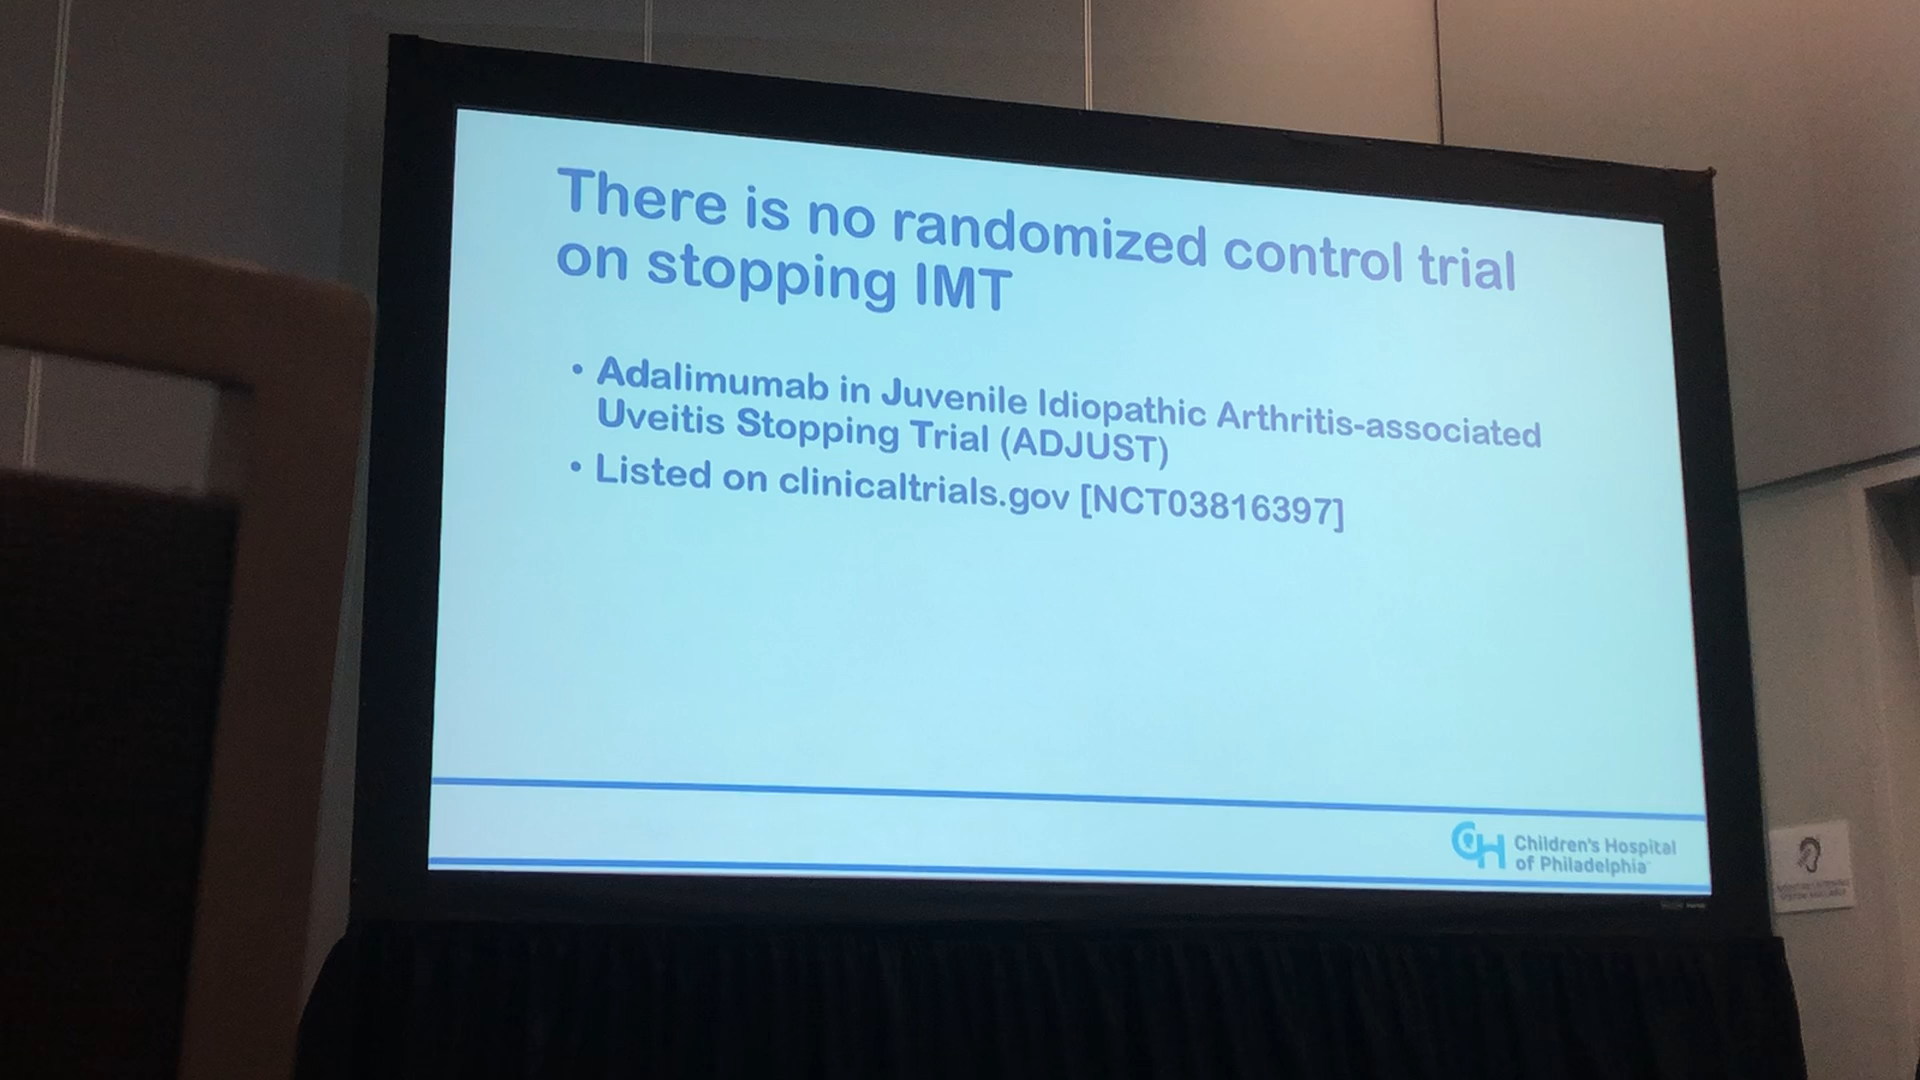 There is no randomized control trial
on stopping IMT
• Adalimumab in Juvenile Idiopathic Arthritis-associated
Uveitis Stopping Trial (ADJUST)
• Listed on clinicaltrials.gov [NCT03816397]
CH Children's Hospital
of Philadelphia